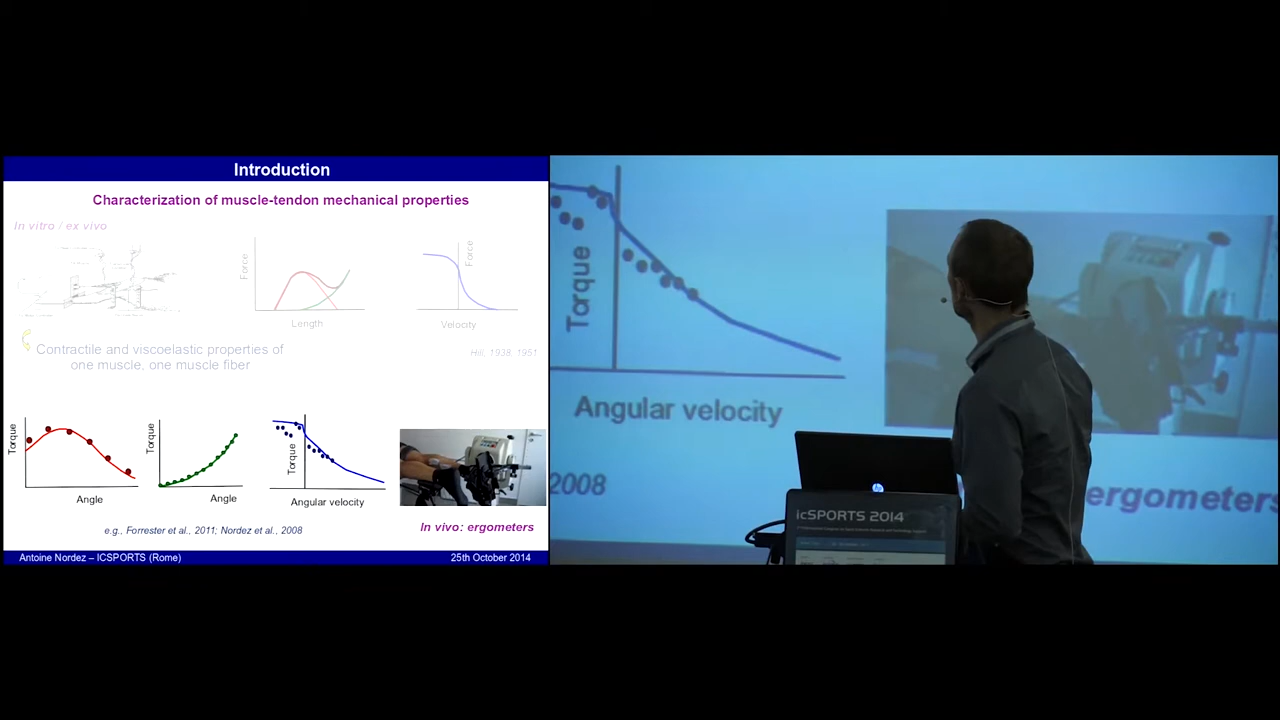 Introduction
Characterization of muscle-tendon mechanical properties
In vitro / ex vivo
Force
Length
Force
Velocity
Contractile and viscoelastic properties of
one muscle, one muscle fiber
Hill, 1938, 1951
Torque
Angle
Torque
Angle
Torque
Angular velocity
e.g., Forrester et al., 2011; Nordez et al., 2008
In vivo: ergometers
Antoine Nordez – ICSPORTS (Rome)
25th October 2014
Torque
Angular velocity
2008
ergometers
hp
icSPORTS 2014